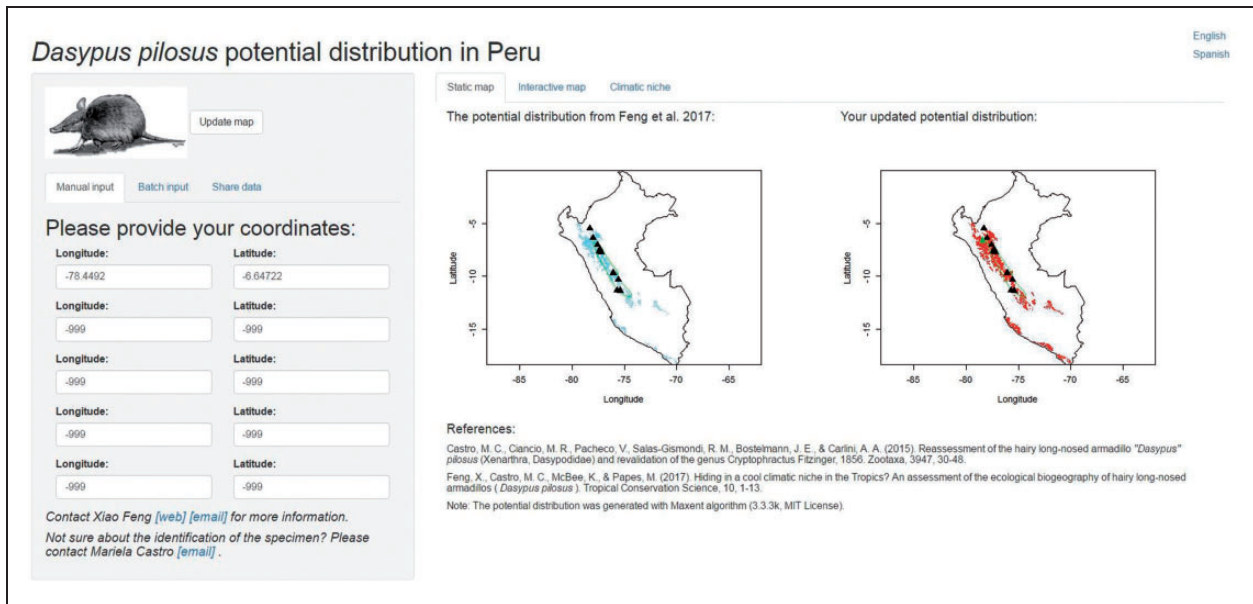 English
Spanish
Dasypus pilosus potential distribution in Peru
Update map
Manual input Batch input Share data
Please provide your coordinates:
Longitude: Latitude:
-78.4492 -6.64722
Longitude: Latitude:
-999 -999
Longitude: Latitude:
-999 -999
Longitude: Latitude:
-999 -999
Longitude: Latitude:
-999 -999
Contact Xiao Feng [web] [email] for more information.
Not sure about the identification of the specimen? Please
contact Mariela Castro [email] .
Static map Interactive map Climatic niche
The potential distribution from Feng et al. 2017:
Latitude
-5
-10
-15
-85 -80 -75 -70 -65
Longitude
Your updated potential distribution:
Latitude
-5
-10
-15
-85 -80 -75 -70 -65
Longitude
References:
Castro, M. C., Ciancio, M. R., Pacheco, V., Salas-Gismondi, R. M., Bostelmann, J. E., & Carlini, A. A. (2015). Reassessment of the hairy long-nosed armadillo "Dasypus"
pilosus (Xenarthra, Dasypodidae) and revalidation of the genus Cryptophractus Fitzinger, 1856. Zootaxa, 3947, 30-48.
Feng, X., Castro, M. C., McBee, K., & Papes, M. (2017). Hiding in a cool climatic niche in the Tropics? An assessment of the ecological biogeography of hairy long-nosed
armadillos ( Dasypus pilosus ). Tropical Conservation Science, 10, 1-13.
Note: The potential distribution was generated with Maxent algorithm (3.3.3k, MIT License).